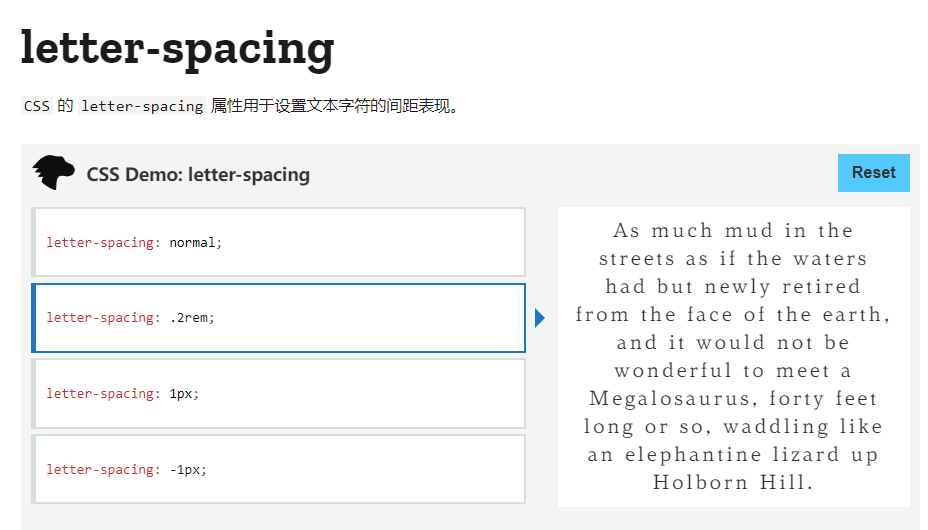 letter-spacing
CSS 的 letter-spacing 属性用于设置文本字符的间距表现。
CSS Demo: letter-spacing
Reset
letter-spacing: normal;
letter-spacing: .2rem;
letter-spacing: 1px;
letter-spacing: -1px;
As much mud in the
streets as if the waters
had but newly retired
from the face of the earth,
and it would not be
wonderful to meet a
Megalosaurus, forty feet
long or so, waddling like
an elephantine lizard up
Holborn Hill.